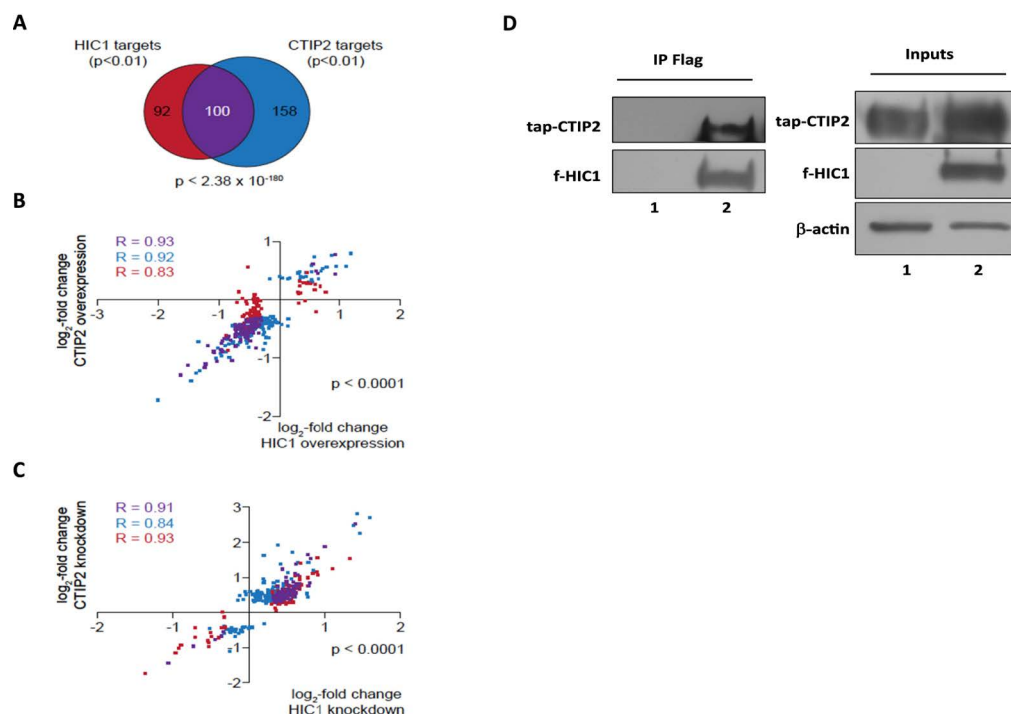 A
HIC1 targets
(p<0.01)
CTIP2 targets
(p<0.01)
92
100
158
p < 2.38 x 10⁻¹⁸⁰
B
R = 0.93
R = 0.92
R = 0.83
log₂-fold change
CTIP2 overexpression
1
-3
-2
-1
1
2
-1
-2
p < 0.0001
log₂-fold change
HIC1 overexpression
C
R = 0.91
R = 0.84
R = 0.93
log₂-fold change
CTIP2 knockdown
3
2
1
-2
-1
1
2
-1
-2
p < 0.0001
log₂-fold change
HIC1 knockdown
D
IP Flag
tap-CTIP2
f-HIC1
1 2
Inputs
tap-CTIP2
f-HIC1
β-actin
1 2